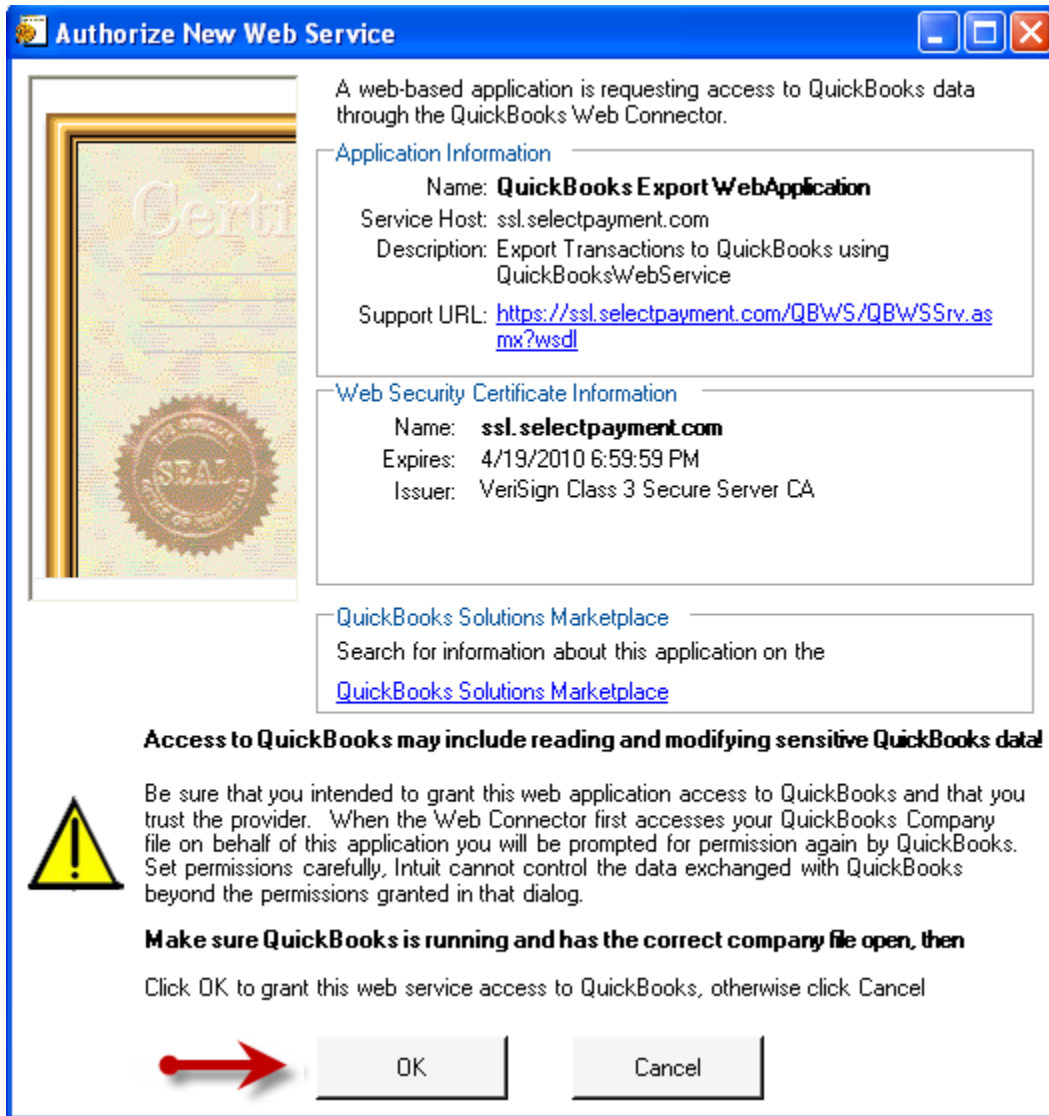 Authorize New Web Service
A web-based application is requesting access to QuickBooks data
through the QuickBooks Web Connector.
Application Information
Name: QuickBooks Export WebApplication
Service Host: ssl.selectpayment.com
Description: Export Transactions to QuickBooks using
QuickBooksWebService
Support URL: https://ssl.selectpayment.com/QBWS/QBWSSrv.as
mx?wsdl
Web Security Certificate Information
Name: ssl.selectpayment.com
Expires: 4/19/2010 6:59:59 PM
Issuer: VeriSign Class 3 Secure Server CA
Certi
THE OFFICIAL
SEAL
QuickBooks Solutions Marketplace
Search for information about this application on the
QuickBooks Solutions Marketplace
Access to QuickBooks may include reading and modifying sensitive QuickBooks data!
Be sure that you intended to grant this web application access to QuickBooks and that you
trust the provider. When the Web Connector first accesses your QuickBooks Company
file on behalf of this application you will be prompted for permission again by QuickBooks.
Set permissions carefully, Intuit cannot control the data exchanged with QuickBooks
beyond the permissions granted in that dialog.
Make sure QuickBooks is running and has the correct company file open, then
Click OK to grant this web service access to QuickBooks, otherwise click Cancel
OK
Cancel